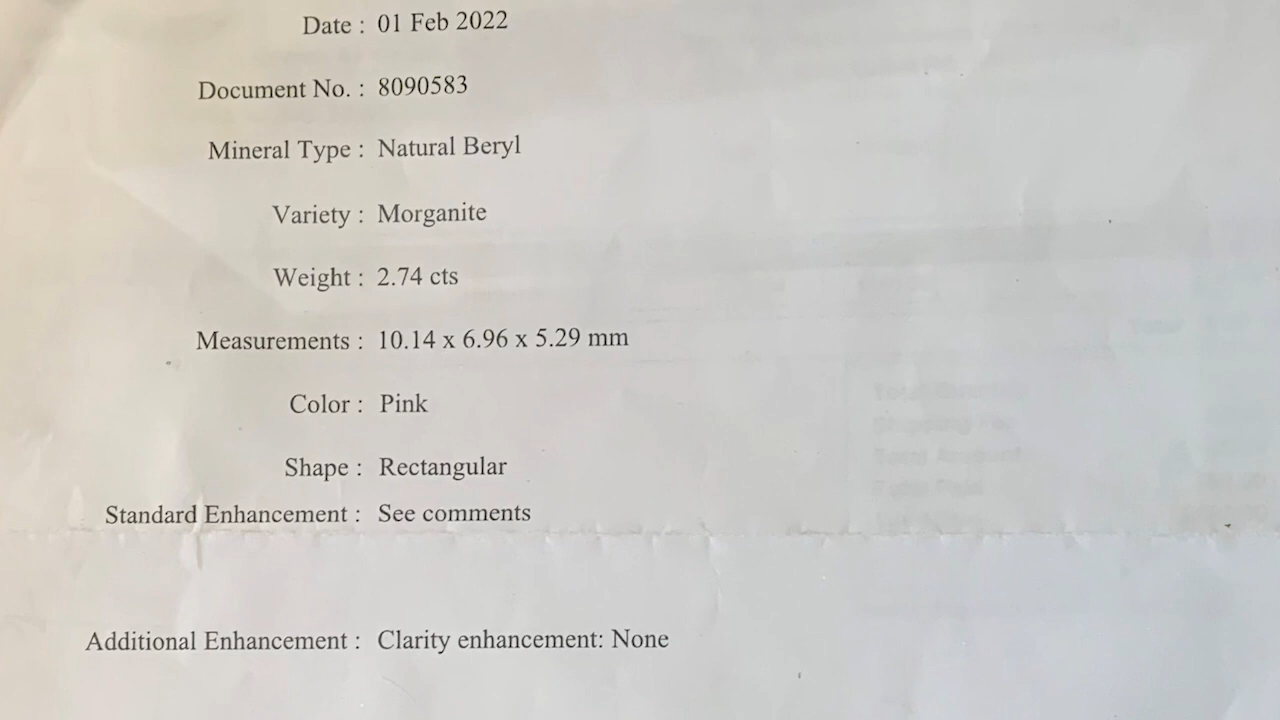 Date : 01 Feb 2022
Document No. : 8090583
Mineral Type : Natural Beryl
Variety : Morganite
Weight : 2.74 cts
Measurements : 10.14 x 6.96 x 5.29 mm
Color : Pink
Shape : Rectangular
Standard Enhancement : See comments
Additional Enhancement : Clarity enhancement: None